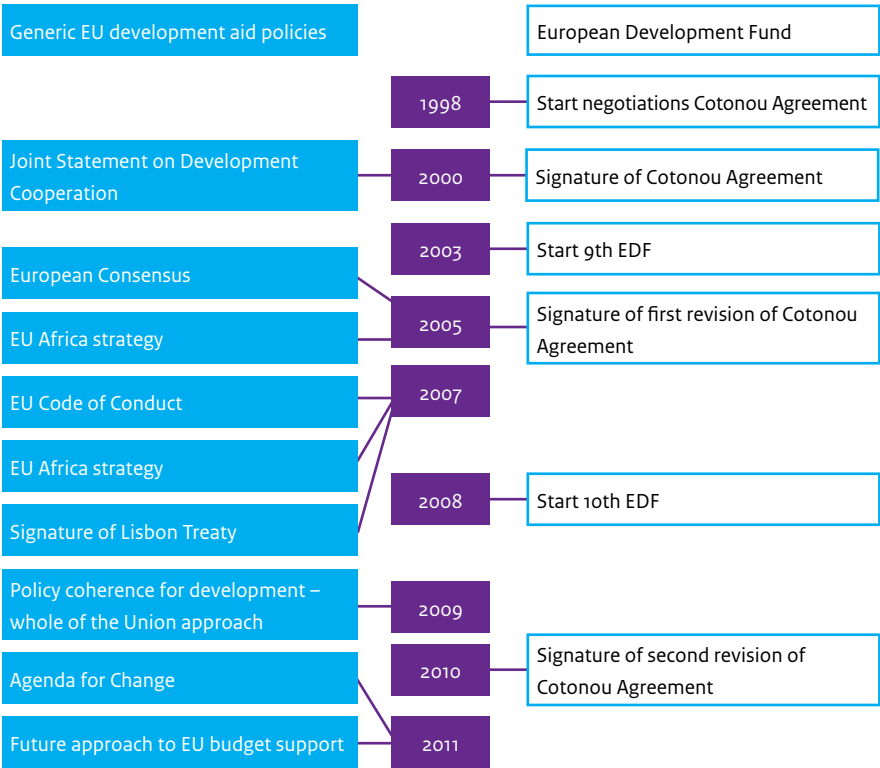 Generic EU development aid policies
European Development Fund
1998
Start negotiations Cotonou Agreement
Joint Statement on Development
Cooperation
2000
Signature of Cotonou Agreement
2003
Start 9th EDF
European Consensus
EU Africa strategy
2005
Signature of first revision of Cotonou
Agreement
EU Code of Conduct
2007
EU Africa strategy
Signature of Lisbon Treaty
2008
Start 10th EDF
Policy coherence for development –
whole of the Union approach
2009
2010
Signature of second revision of
Cotonou Agreement
Agenda for Change
Future approach to EU budget support
2011